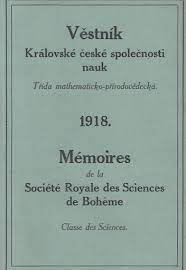 Věstník
Královské české společnosti
nauk
Třída mathematicko-přírodovědecká.
1918.
Mémoires
de la
Société Royale des Sciences
de Bohême
Classe des Sciences.